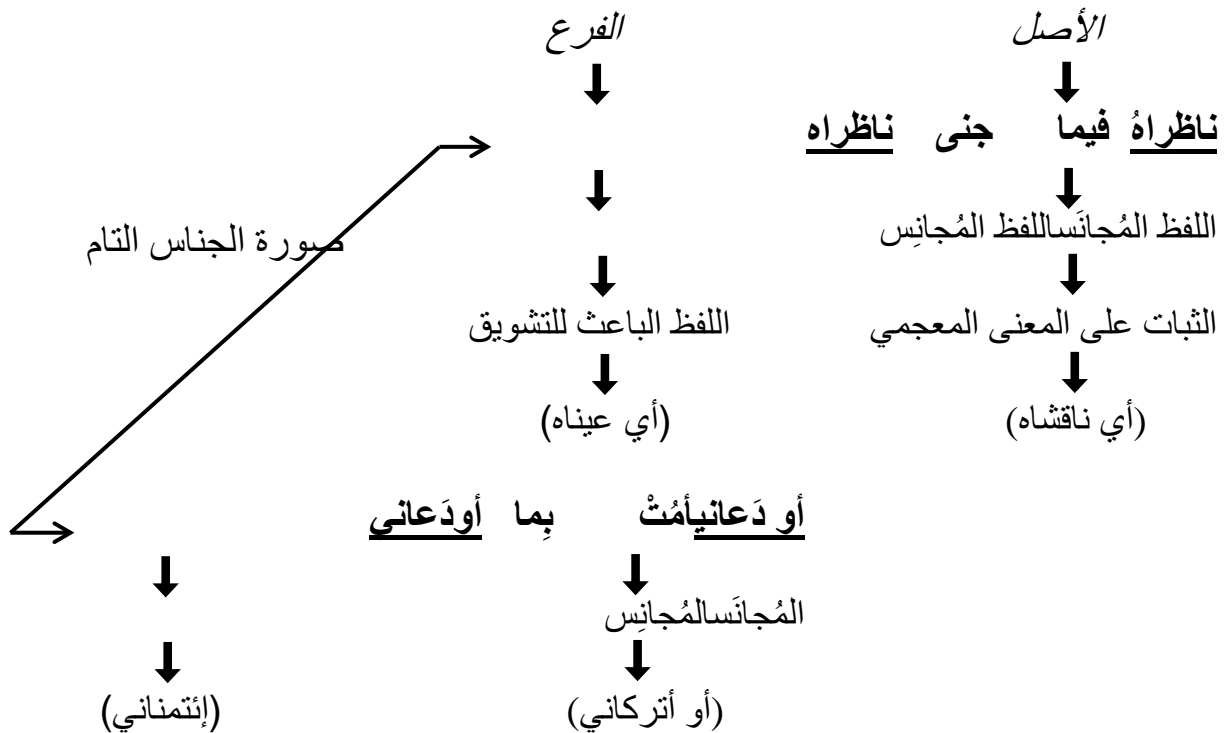 الأصل الفرع
ناظراهُ فيما جنى ناظراه
اللفظ المُجانَساللفظ المُجانِس
صورة الجناس التام
الثبات على المعنى المعجمي اللفظ الباعث للتشويق
(أي ناقشاه) (أي عيناه)
أو دَعانيأمُتْ بِما أودَعاني
المُجانَسالمُجانِس
(أو أتركاني) (إئتمناني)